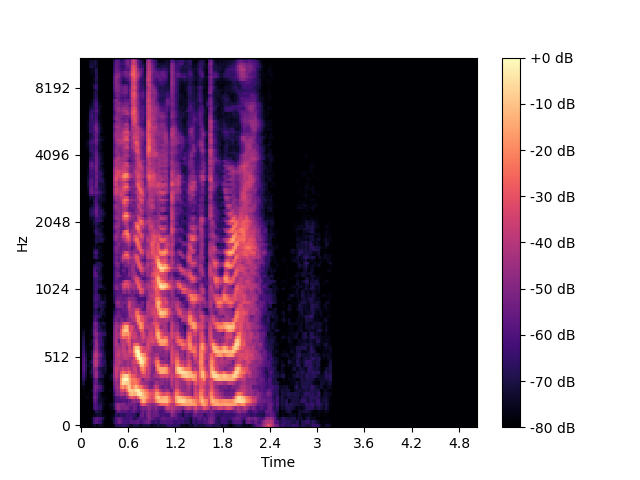 +0 dB
8192
-10 dB
4096
-20 dB
-30 dB
2048
Hz
-40 dB
1024
-50 dB
-60 dB
512
-70 dB
0
-80 dB
0 0.6 1.2 1.8 2.4 3 3.6 4.2 4.8
Time